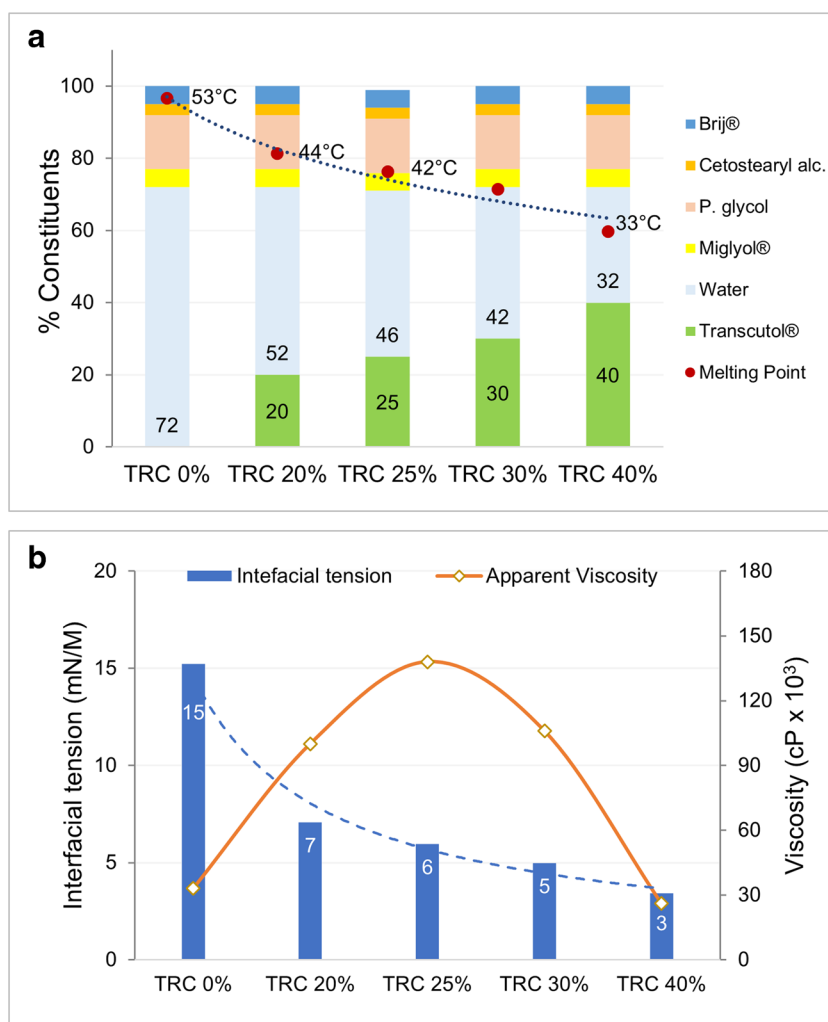 a
% Constituents
100
80
60
40
20
0
53°C
44°C
42°C
33°C
72
52
20
46
25
42
30
32
40
TRC 0%
TRC 20%
TRC 25%
TRC 30%
TRC 40%
Brij®
Cetostearyl alc.
P. glycol
Miglyol®
Water
Transcutol®
Melting Point
b
Intefacial tension
Apparent Viscosity
Interfacial tension (mN/M)
20
15
10
5
0
15
7
6
5
3
180
150
120
90
60
30
0
Viscosity (cP x 10³)
TRC 0%
TRC 20%
TRC 25%
TRC 30%
TRC 40%